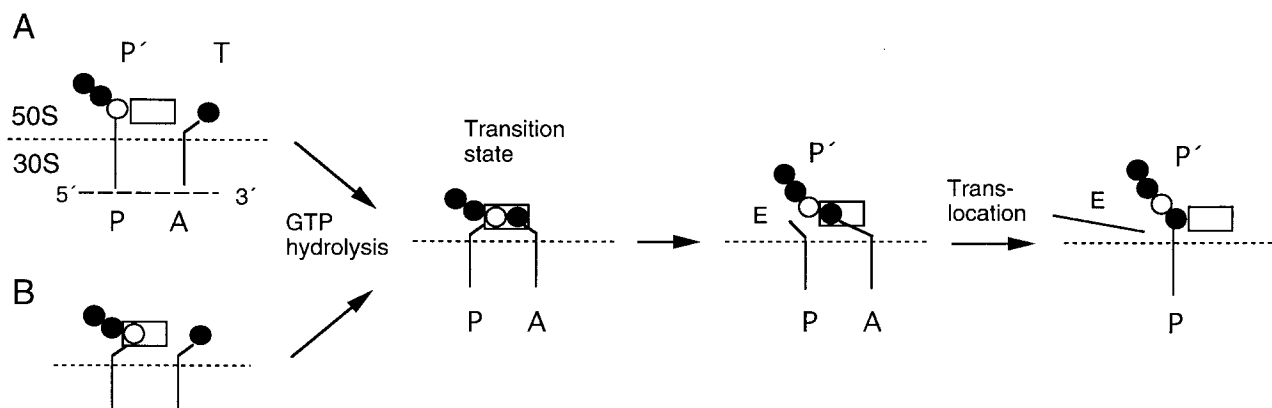 A
P´ T
50S
30S
5´ 3´
P A
GTP
hydrolysis
B
Transition
state
P A
P´
E
P A
Trans-
location
P´
E
P